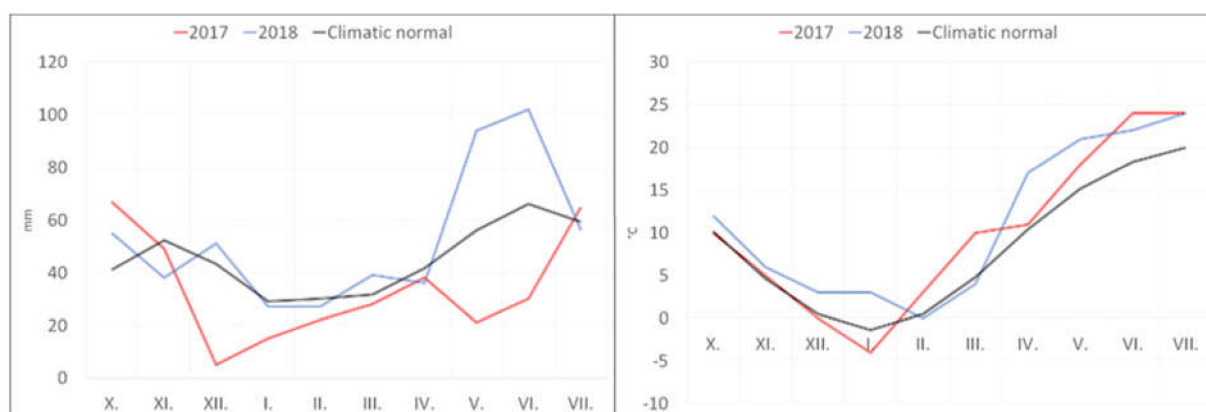 2017 2018 Climatic normal
120
100
80
60
40
20
0
mm
X. XI. XII. I. II. III. IV. V. VI. VII.
2017 2018 Climatic normal
30
25
20
15
10
5
0
-5
-10
°C
X. XI. XII. I. II. III. IV. V. VI. VII.